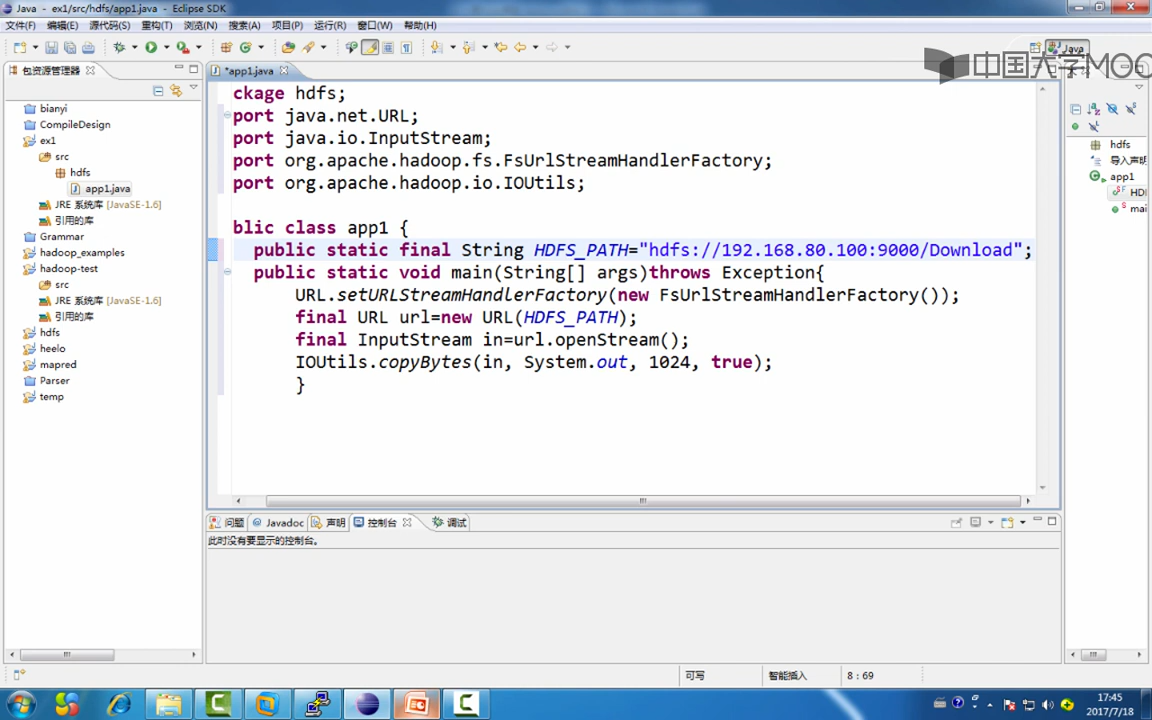 Java - ex1/src/hdfs/app1.java - Eclipse SDK
文件(F) 编辑(E) 源代码(S) 重构(T) 浏览(N) 搜索(A) 项目(P) 运行(R) 窗口(W) 帮助(H)
Java
中国大学MOO
包资源管理器
bianyi
CompileDesign
ex1
src
hdfs
app1.java
JRE 系统库 [JavaSE-1.6]
引用的库
Grammar
hadoop_examples
hadoop-test
src
JRE 系统库 [JavaSE-1.6]
引用的库
hdfs
heelo
mapred
Parser
temp
*app1.java
ckage hdfs;
port java.net.URL;
port java.io.InputStream;
port org.apache.hadoop.fs.FsUrlStreamHandlerFactory;
port org.apache.hadoop.io.IOUtils;
blic class app1 {
public static final String HDFS_PATH="hdfs://192.168.80.100:9000/Download";
public static void main(String[] args)throws Exception{
URL.setURLStreamHandlerFactory(new FsUrlStreamHandlerFactory());
final URL url=new URL(HDFS_PATH);
final InputStream in=url.openStream();
IOUtils.copyBytes(in, System.out, 1024, true);
}
hdfs
导入声明
app1
HDI
mai
问题 @ Javadoc 声明 控制台 调试
此时没有要显示的控制台。
可写 智能插入 8 : 69
17:45
2017/7/18